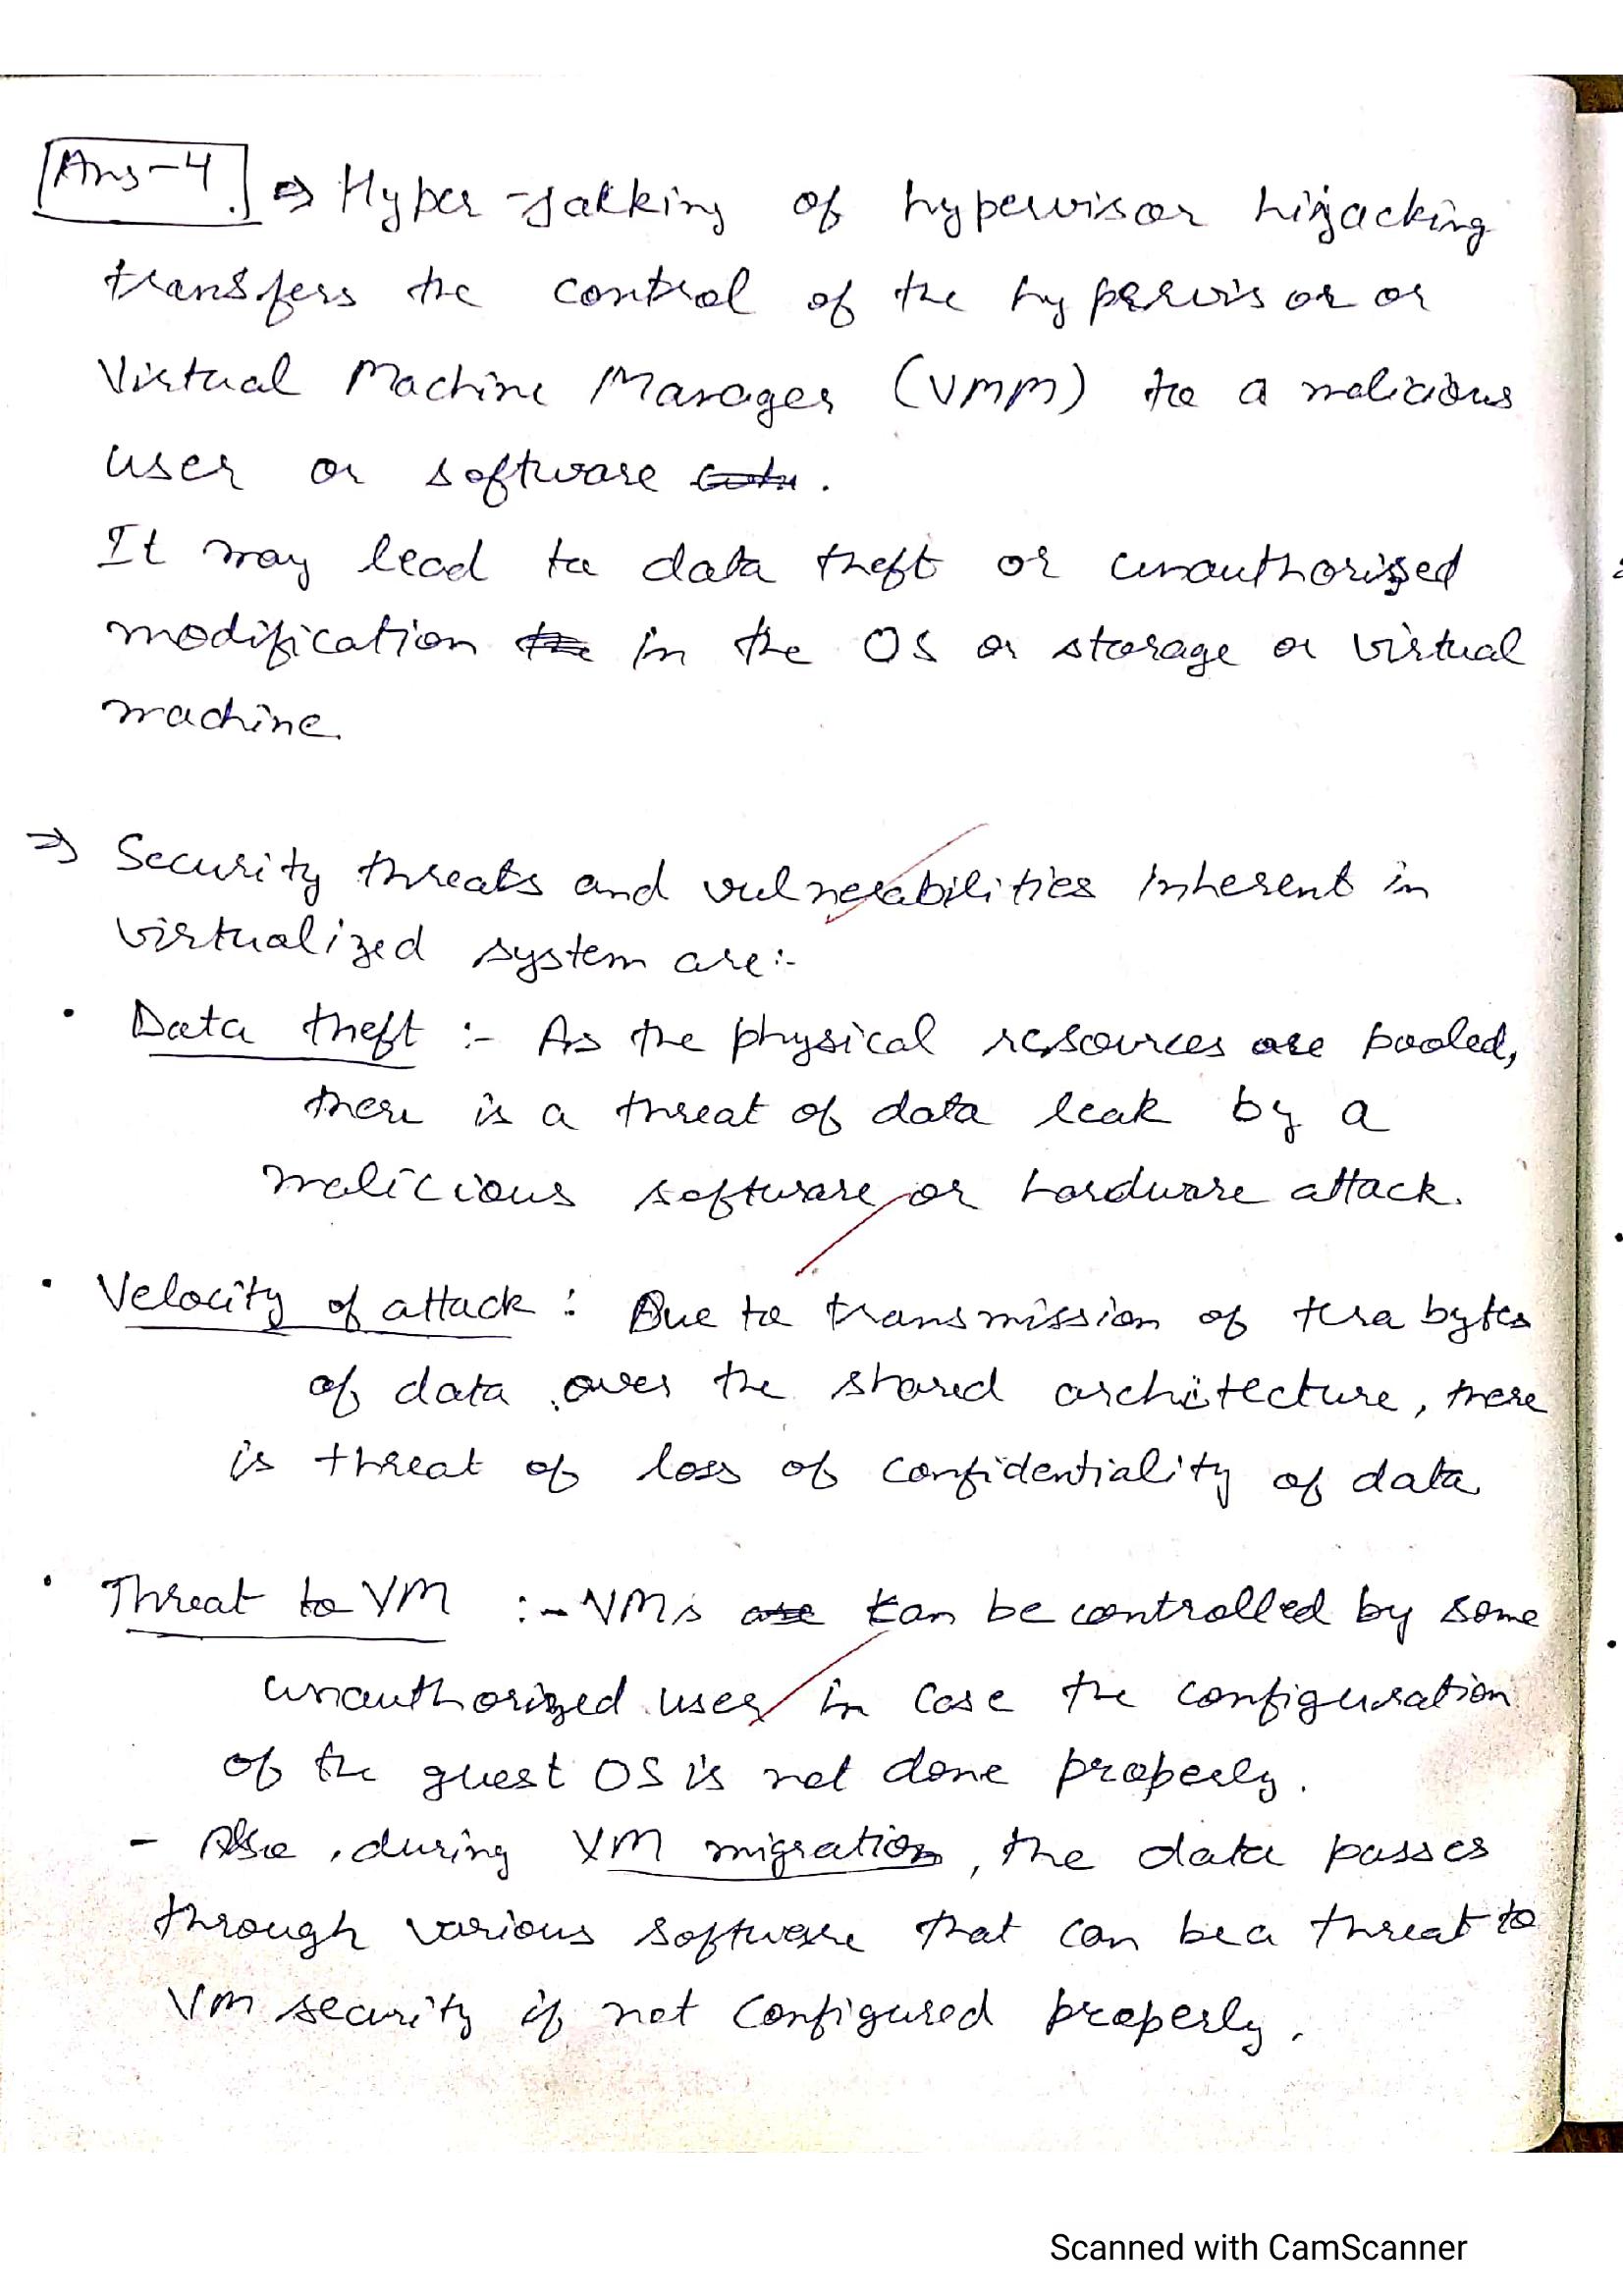 Ans-4 ⇒ Hyper-Jakking of hypervisor hijacking
transfers the control of the hypervisor or
Virtual Machine Manager (VMM) to a malicious
user or software .
It may lead to data theft or unauthorized
modification in the OS or storage or virtual
machine.
⇒ Security threats and vulnerabilities inherent in
virtualized system are:-
• Data theft :- As the physical resources are pooled,
there is a threat of data leak by a
malicious software or hardware attack.
• Velocity of attack : Due to transmission of tera bytes
of data over the shared architecture, there
is threat of loss of confidentiality of data
• Threat to VM :- VMs can be controlled by some
unauthorized user in case the configuration
of the guest OS is not done properly.
- Also, during VM migration, the data passes
through various software that can be a threat to
VM security if not configured properly.
Scanned with CamScanner